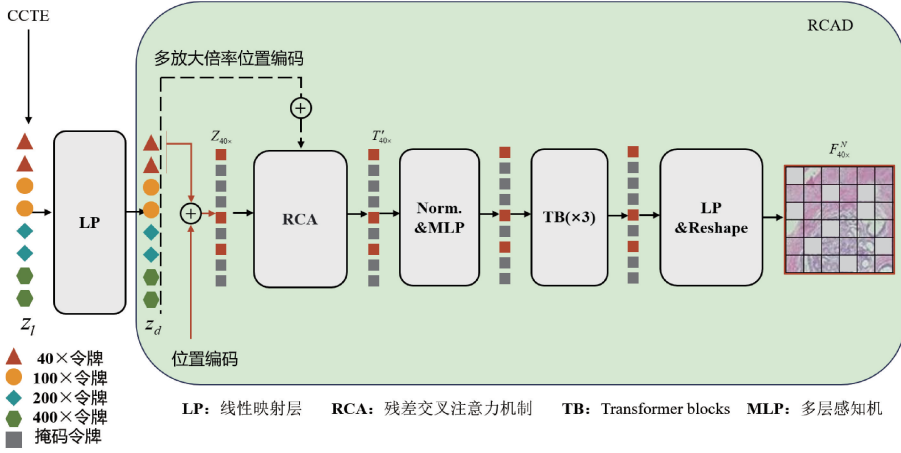 CCTE
RCAD
多放大倍率位置编码
Z40×
T′40×
F40×^N
LP
RCA
Norm.
&MLP
TB(×3)
LP
&Reshape
z_l
z_d
位置编码
40×令牌
100×令牌
200×令牌
400×令牌
掩码令牌
LP：线性映射层 RCA：残差交叉注意力机制 TB：Transformer blocks MLP：多层感知机